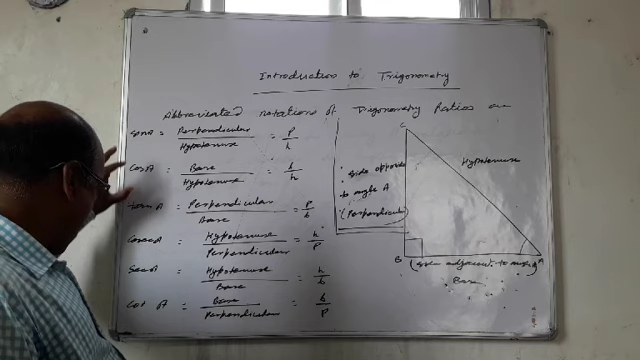 Introduction to Trigonometry
Abbreviated notations of Trigonometry Ratios are
sinA = Perpendicular / Hypotenuse = P/h
CosA = Base / Hypotenuse = b/h
tanA = Perpendicular / Base = P/b
CosecA = Hypotenuse / Perpendicular = h/P
SecA = Hypotenuse / Base = h/b
Cot A = Base / Perpendicular = b/P
side opposite
to angle A
(Perpendicular)
C
Hypotenuse
B
A
(side adjacent to angle A)
Base